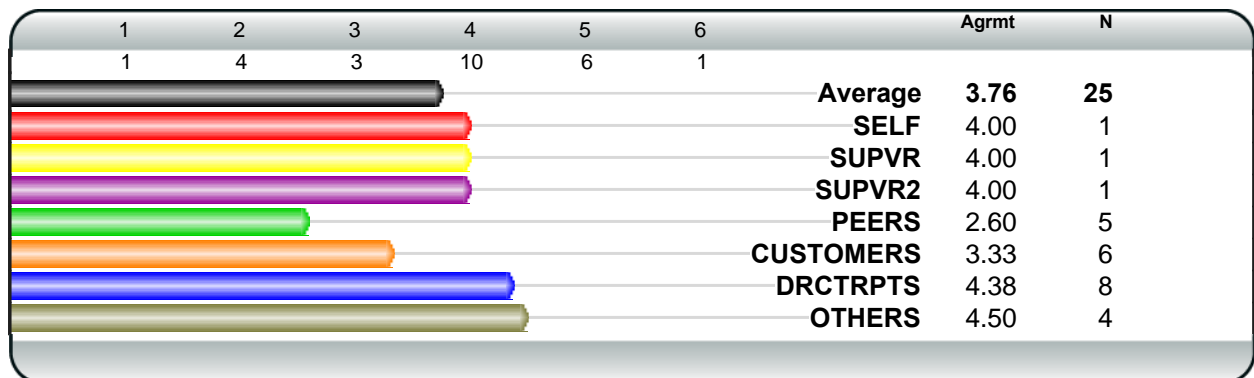 1 2 3 4 5 6 Agrmt N
1 4 3 10 6 1
Average 3.76 25
SELF 4.00 1
SUPVR 4.00 1
SUPVR2 4.00 1
PEERS 2.60 5
CUSTOMERS 3.33 6
DRCTRPTS 4.38 8
OTHERS 4.50 4